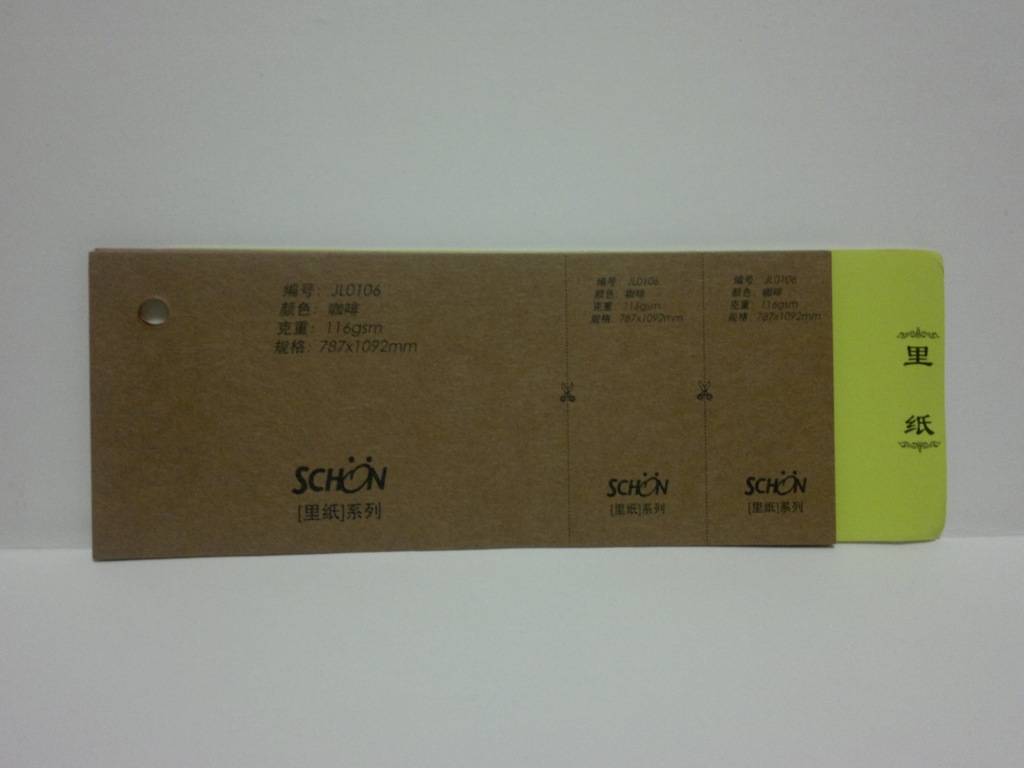 编号: JL0106
颜色: 咖啡
克重: 116gsm
规格: 787x1092mm
SCHÖN
[里纸]系列
编号: JL0106
颜色: 咖啡
克重: 116gsm
规格: 787x1092mm
SCHÖN
[里纸]系列
编号: JL0106
颜色: 咖啡
克重: 116gsm
规格: 787x1092mm
SCHÖN
[里纸]系列
里
纸